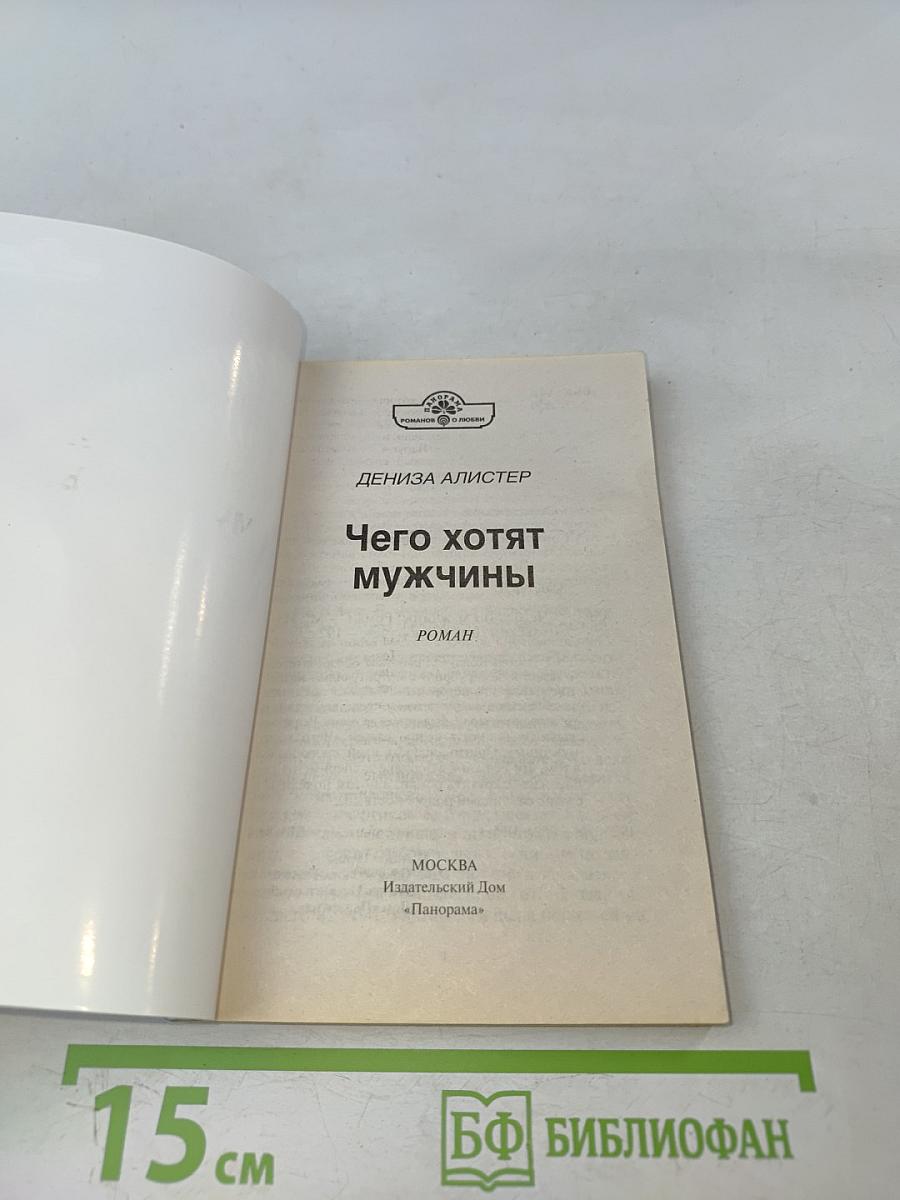 ПАНОРАМА
РОМАНОВ О ЛЮБВИ
ДЕНИЗА АЛИСТЕР
Чего хотят
мужчины
РОМАН
МОСКВА
Издательский Дом
«Панорама»
15 см
БФ БИБЛИОФАН